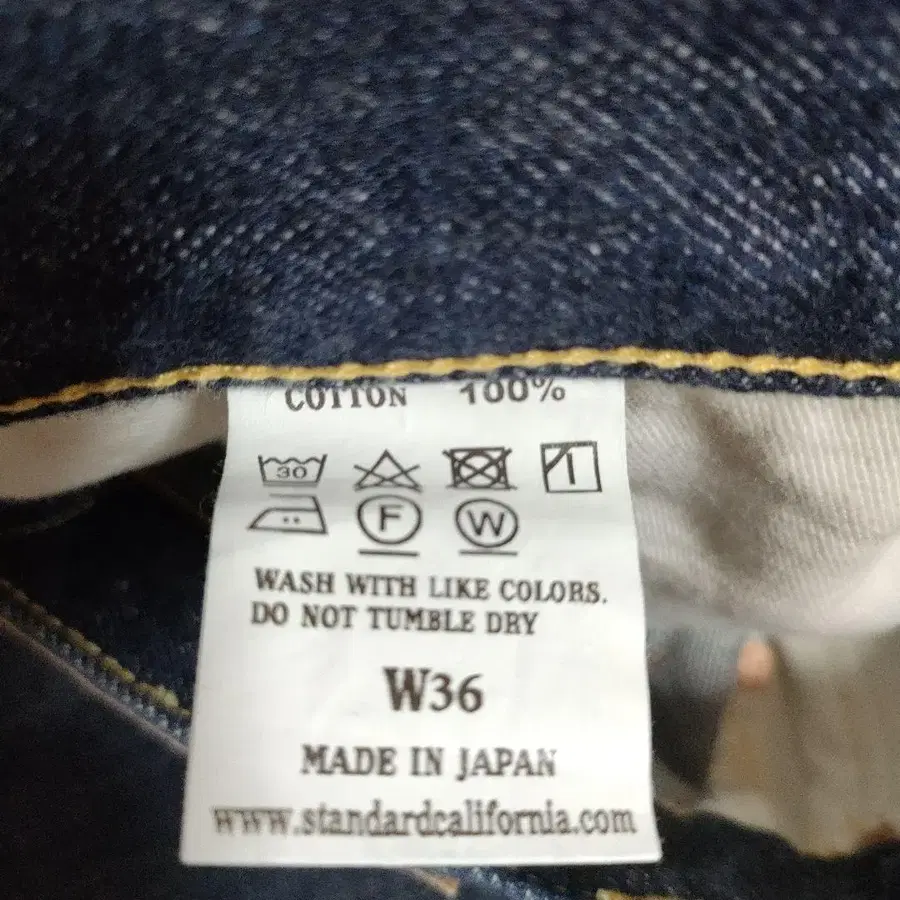 COTTON 100%
30
F W
WASH WITH LIKE COLORS.
DO NOT TUMBLE DRY
W36
MADE IN JAPAN
www.standardcalifornia.com